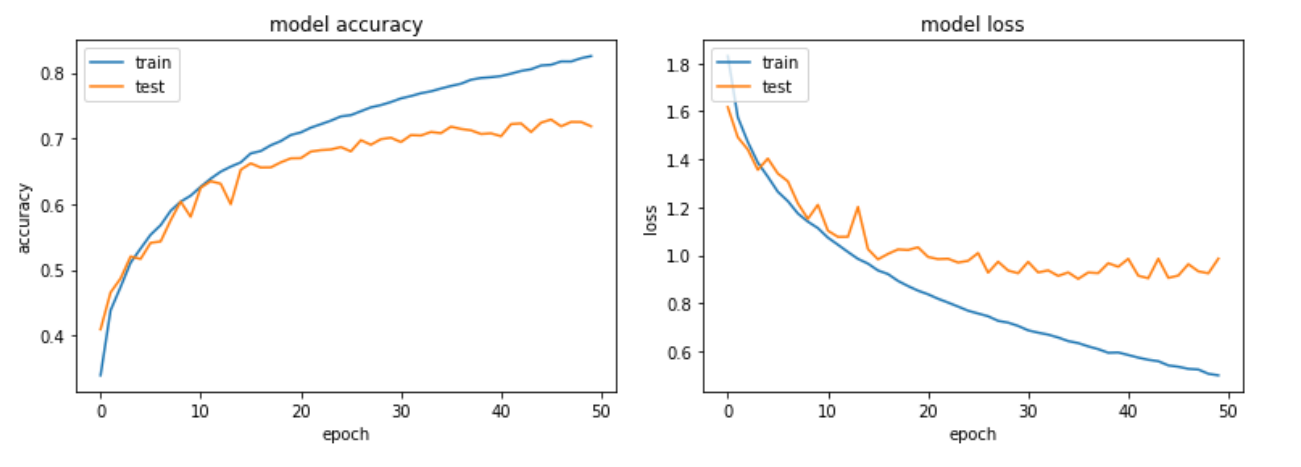 model accuracy
train
test
0.8
0.7
0.6
0.5
0.4
accuracy
0 10 20 30 40 50
epoch
model loss
train
test
1.8
1.6
1.4
1.2
1.0
0.8
0.6
loss
0 10 20 30 40 50
epoch